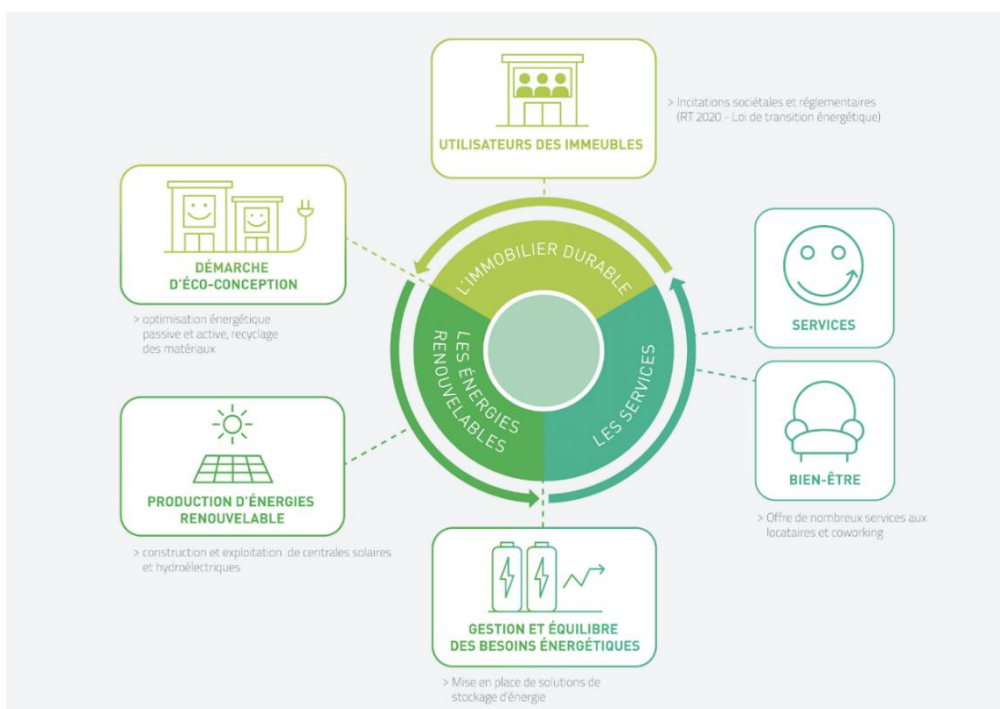 UTILISATEURS DES IMMEUBLES
> Incitations sociétales et réglementaires
(RT 2020 - Loi de transition énergétique)
DÉMARCHE
D'ÉCO-CONCEPTION
> optimisation énergétique
passive et active, recyclage
des matériaux
L'IMMOBILIER DURABLE
LES ÉNERGIES
RENOUVELABLES
LES SERVICES
SERVICES
BIEN-ÊTRE
> Offre de nombreux services aux
locataires et coworking
PRODUCTION D'ÉNERGIES
RENOUVELABLE
> construction et exploitation de centrales solaires
et hydroélectriques
GESTION ET ÉQUILIBRE
DES BESOINS ÉNERGÉTIQUES
> Mise en place de solutions de
stockage d'énergie